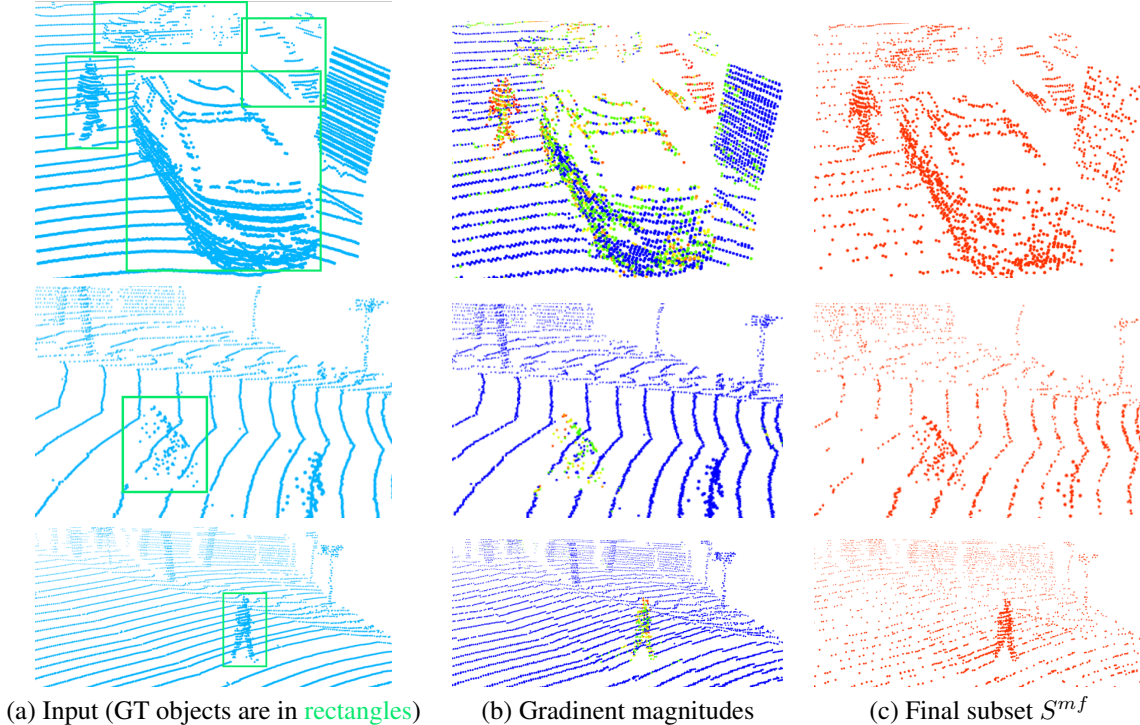 (a) Input (GT objects are in rectangles)
(b) Gradinent magnitudes
(c) Final subset S^{mf}